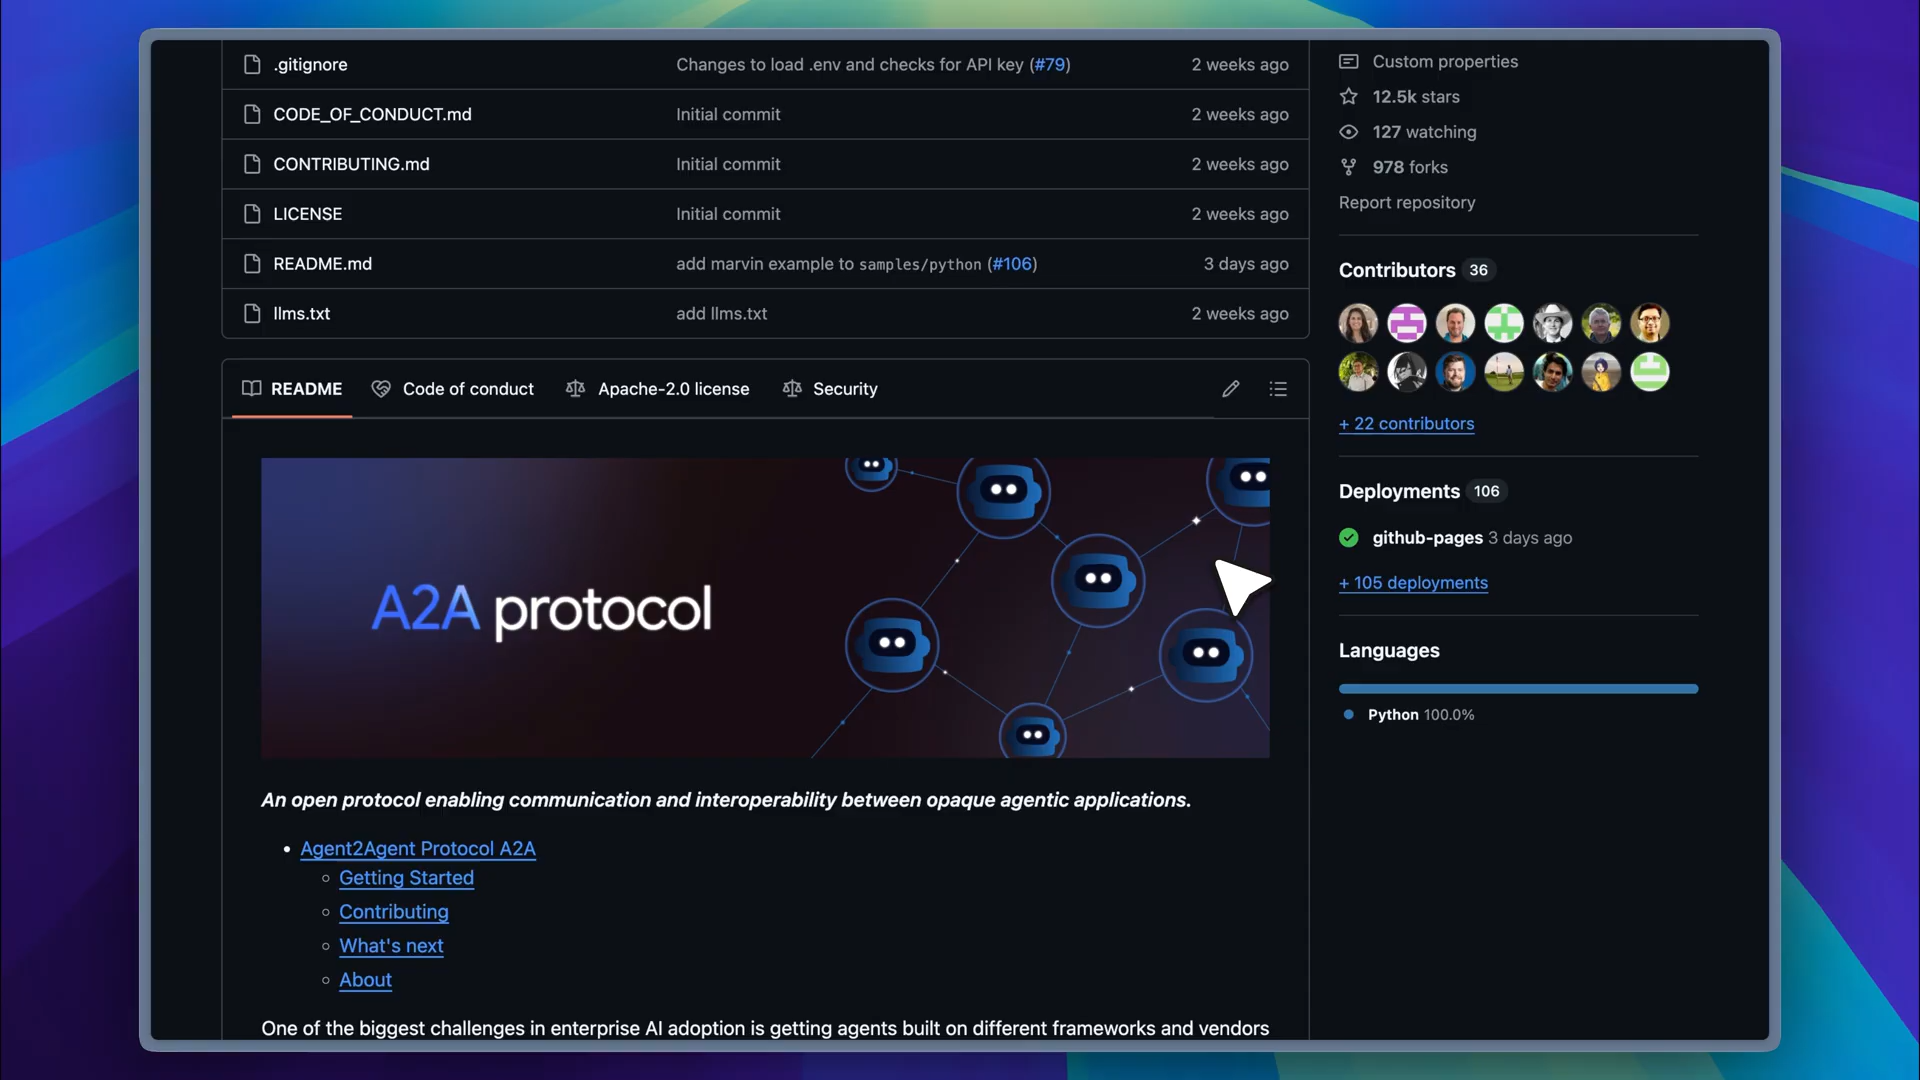 .gitignore Changes to load .env and checks for API key (#79) 2 weeks ago
CODE_OF_CONDUCT.md Initial commit 2 weeks ago
CONTRIBUTING.md Initial commit 2 weeks ago
LICENSE Initial commit 2 weeks ago
README.md add marvin example to samples/python (#106) 3 days ago
llms.txt add llms.txt 2 weeks ago
README Code of conduct Apache-2.0 license Security
A2A protocol
An open protocol enabling communication and interoperability between opaque agentic applications.
Agent2Agent Protocol A2A
Getting Started
Contributing
What's next
About
One of the biggest challenges in enterprise AI adoption is getting agents built on different frameworks and vendors
Custom properties
12.5k stars
127 watching
978 forks
Report repository
Contributors 36
+ 22 contributors
Deployments 106
github-pages 3 days ago
+ 105 deployments
Languages
Python 100.0%